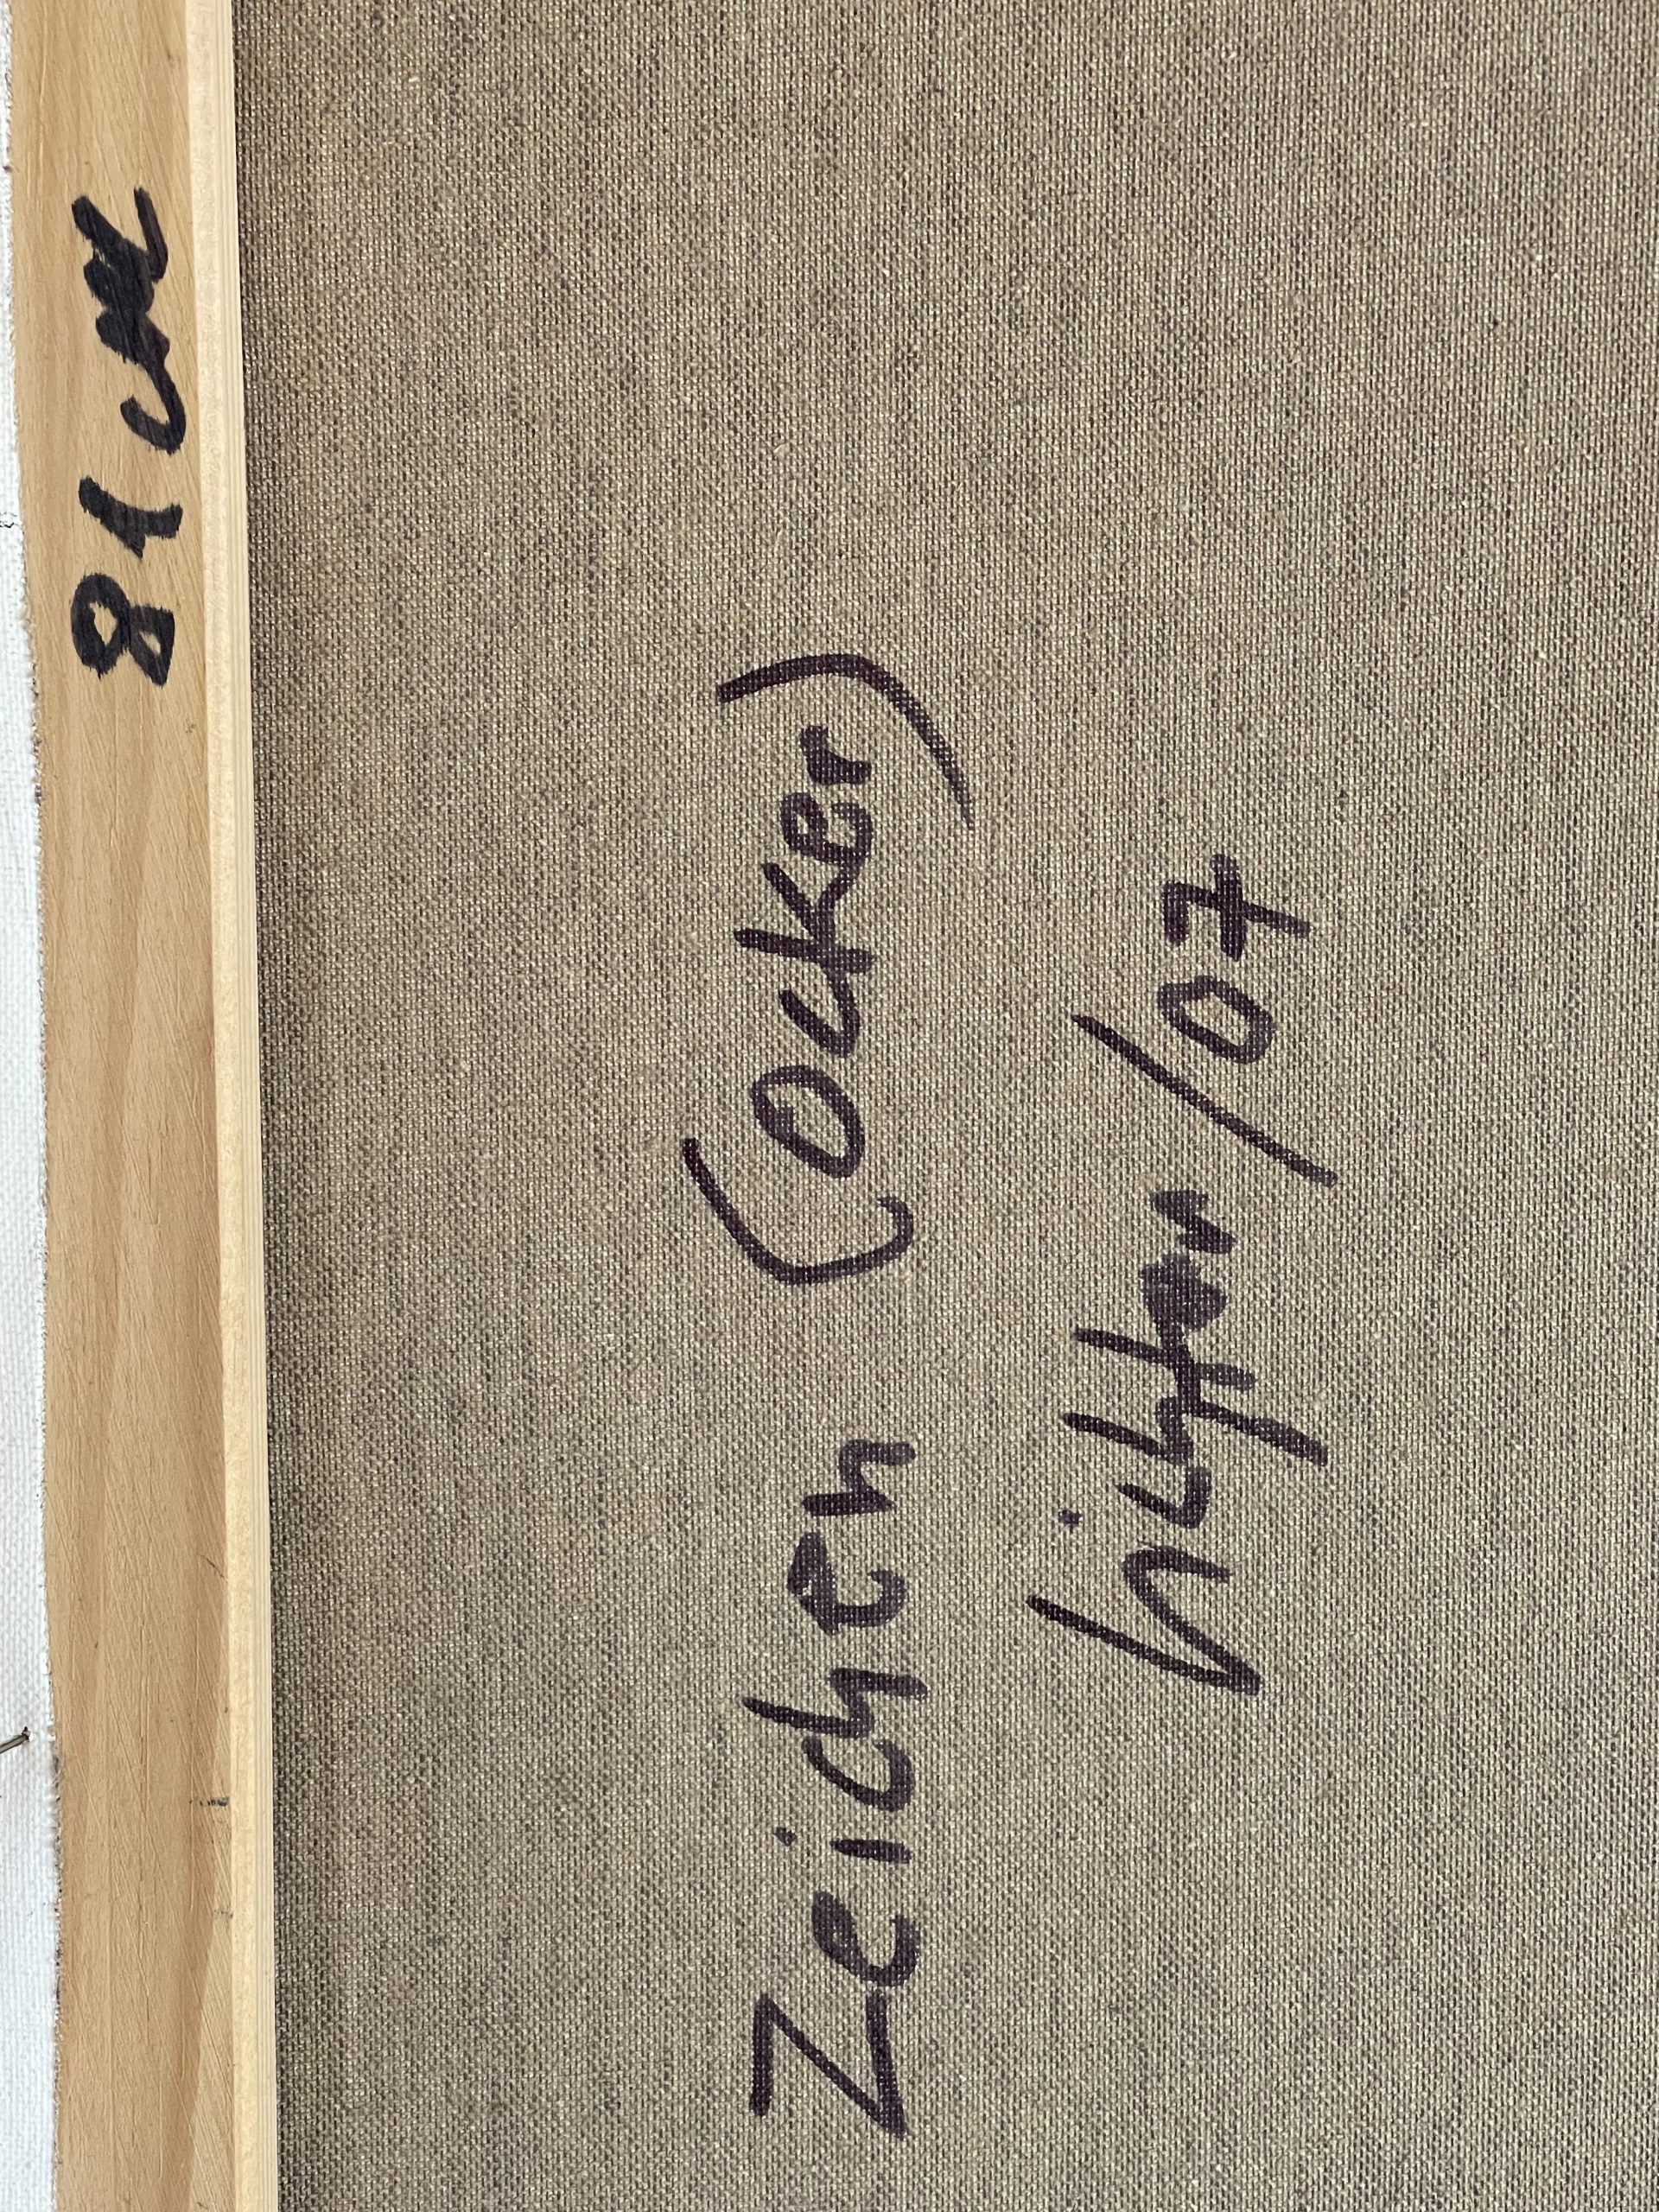 81 cm
Zeichen (ocker)
/07